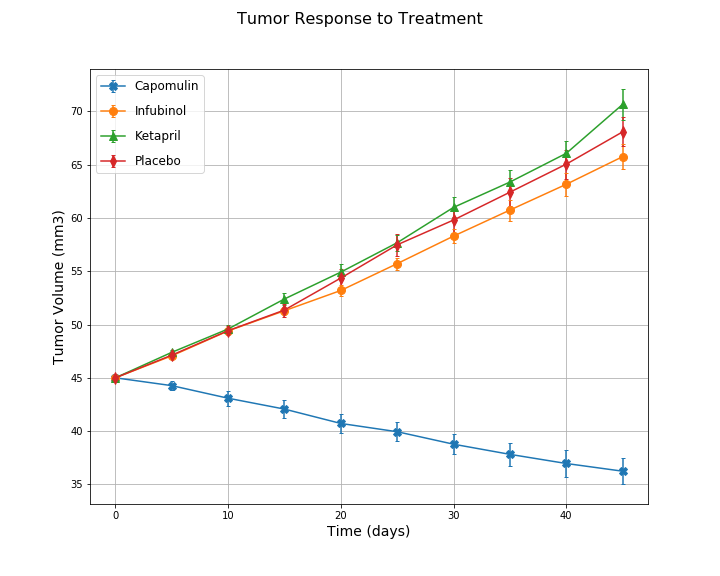 Tumor Response to Treatment
Capomulin
Infubinol
Ketapril
Placebo
Tumor Volume (mm3)
70
65
60
55
50
45
40
35
0 10 20 30 40
Time (days)